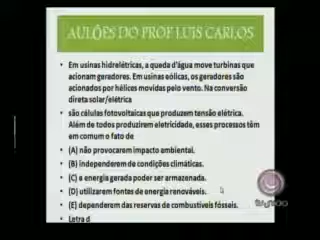 AULÕES DO PROF LUIS CARLOS
• Em usinas hidrelétricas, a queda d'água move turbinas que
acionam geradores. Em usinas eólicas, os geradores são
acionados por hélices movidas pelo vento. Na conversão
direta solar/elétrica
• são células fotovoltaicas que produzem tensão elétrica.
Além de todos produzirem eletricidade, esses processos têm
em comum o fato de
• (A) não provocarem impacto ambiental.
• (B) independerem de condições climáticas.
• (C) e energia gerada poder ser armazenada.
• (D) utilizarem fontes de energia renováveis.
• (E) dependerem das reservas de combustíveis fósseis.
• Letra d